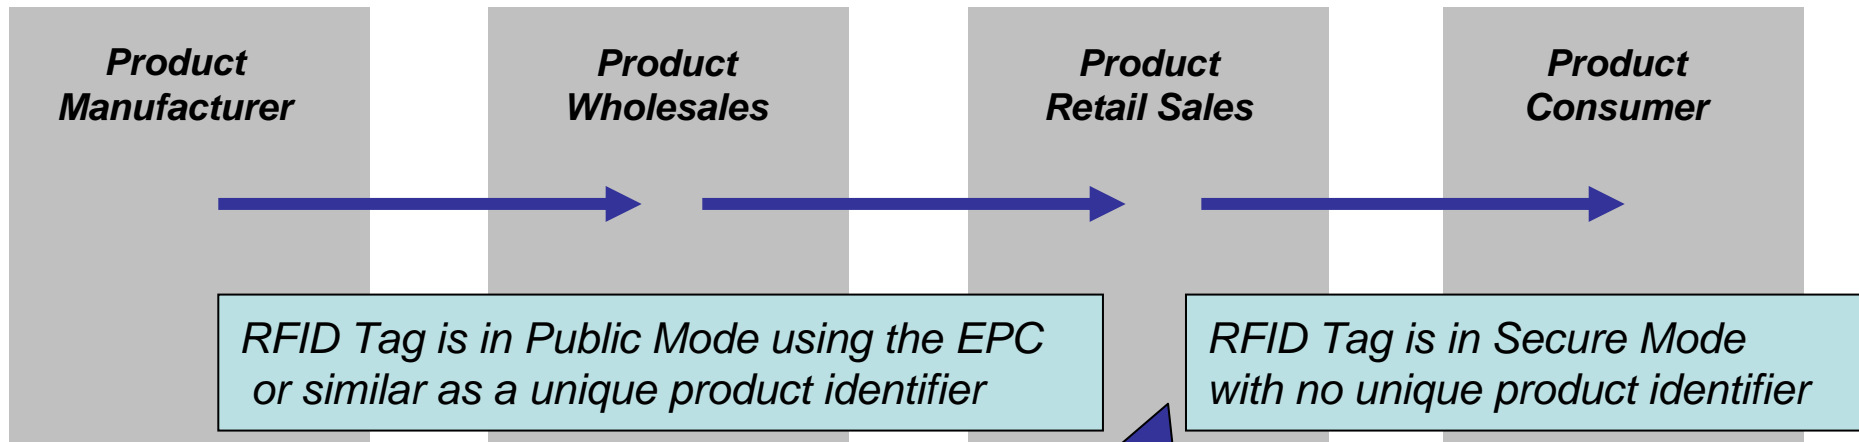 Product
Manufacturer
Product
Wholesales
Product
Retail Sales
Product
Consumer
RFID Tag is in Public Mode using the EPC
or similar as a unique product identifier
RFID Tag is in Secure Mode
with no unique product identifier